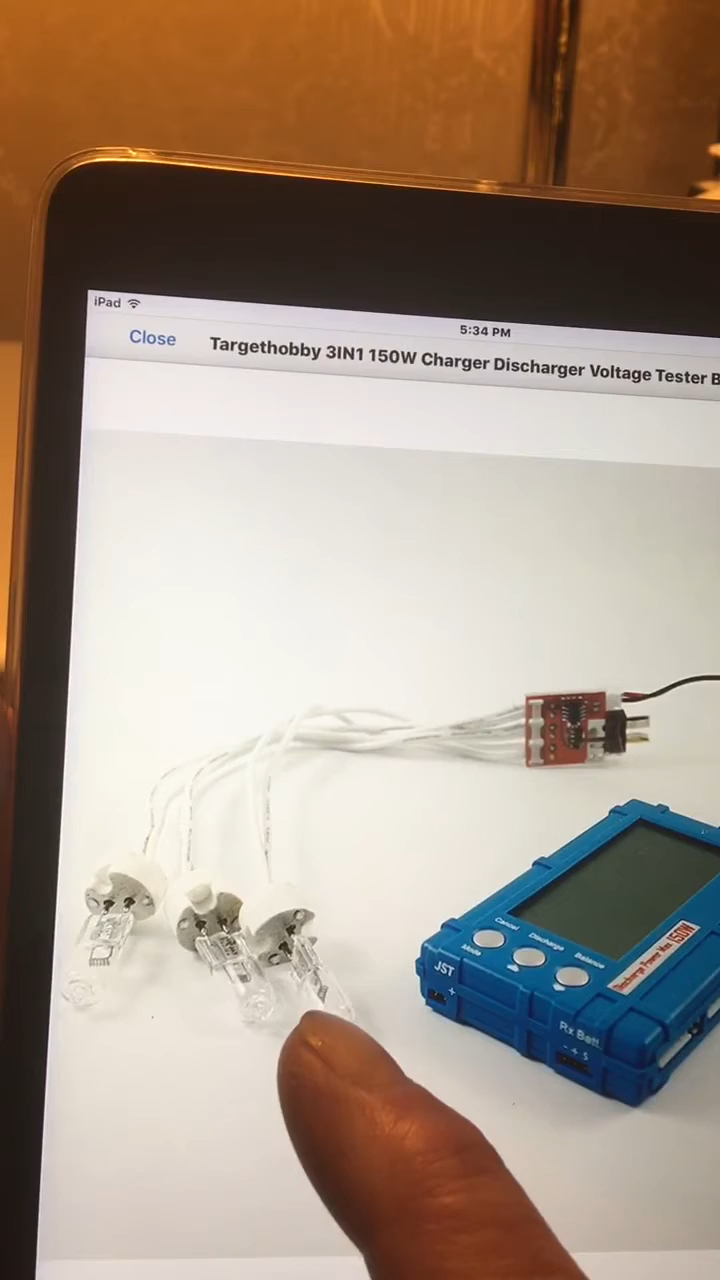 iPad
5:34 PM
Close
Targethobby 3IN1 150W Charger Discharger Voltage Tester B
Cancel
Discharge
Balance
Mode
JST
+
Discharge Power Max 150W
Rx Batt.
- + S